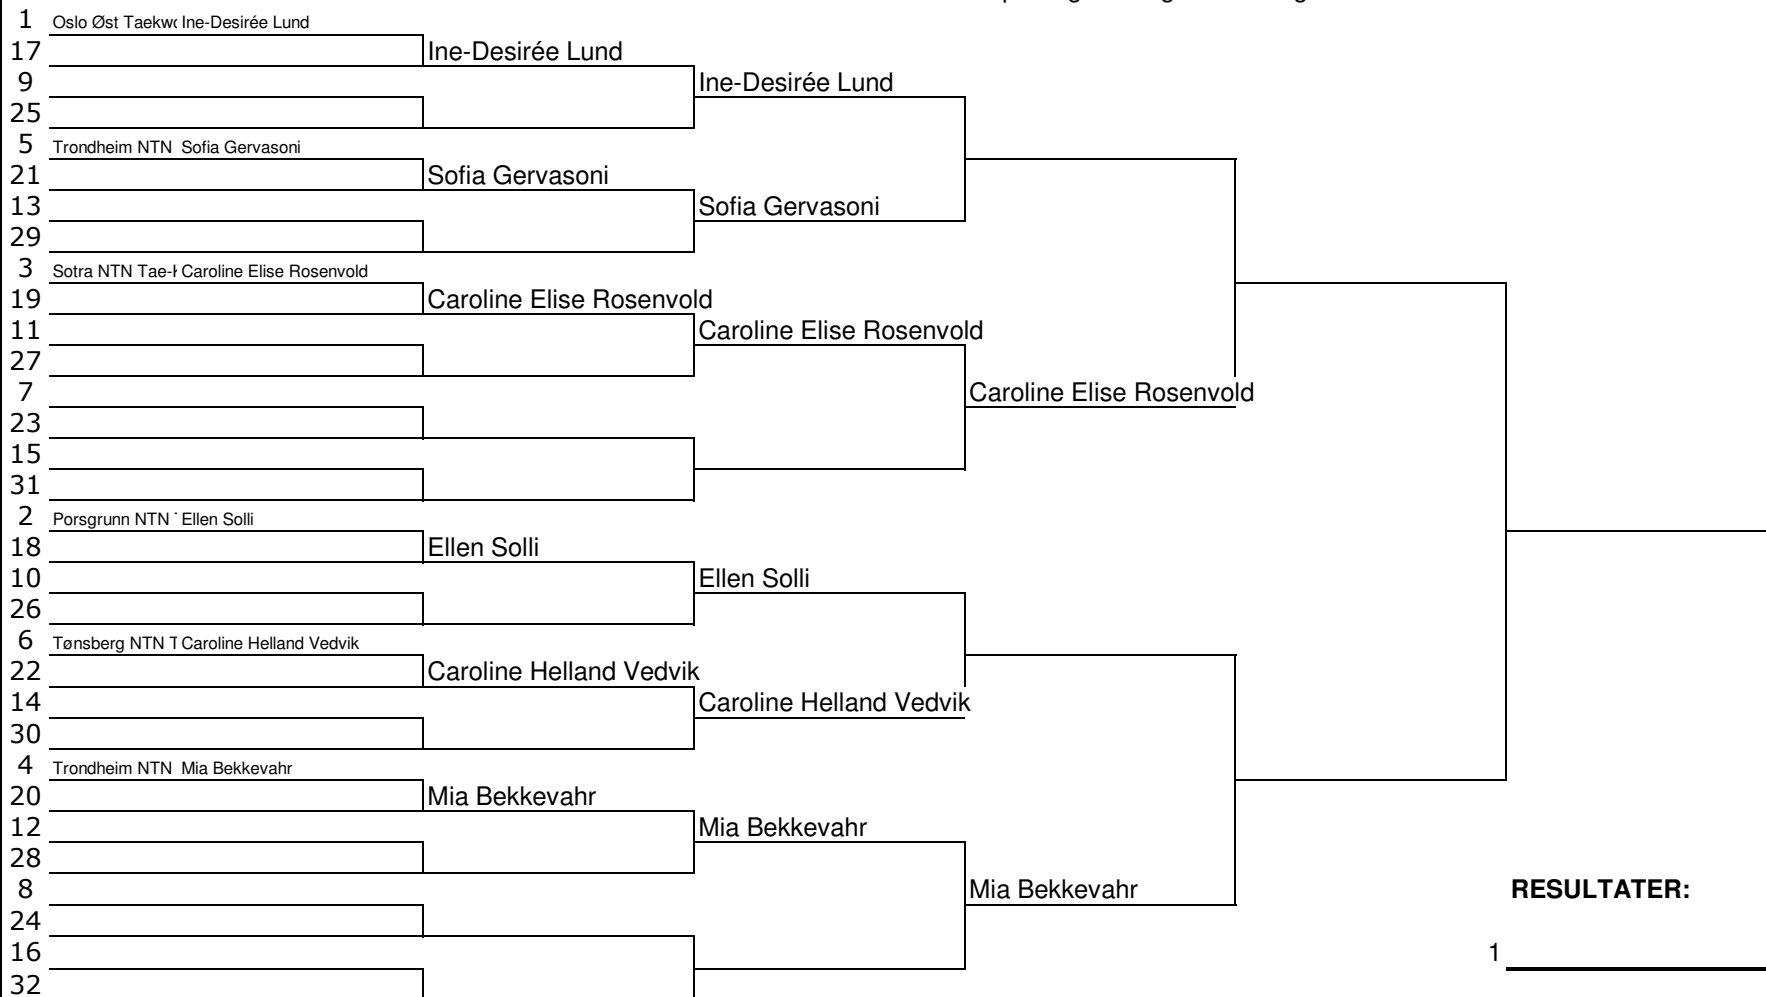 1 Oslo Øst Taekw Ine-Desirée Lund
17 Ine-Desirée Lund
9 Ine-Desirée Lund
25
5 Trondheim NTN Sofia Gervasoni
21 Sofia Gervasoni
13 Sofia Gervasoni
29
3 Sotra NTN Tae-k Caroline Elise Rosenvold
19 Caroline Elise Rosenvold
11 Caroline Elise Rosenvold
27
7 Caroline Elise Rosenvold
23
15
31
2 Porsgrunn NTN Ellen Solli
18 Ellen Solli
10 Ellen Solli
26
6 Tønsberg NTN T Caroline Helland Vedvik
22 Caroline Helland Vedvik
14 Caroline Helland Vedvik
30
4 Trondheim NTN Mia Bekkevahr
20 Mia Bekkevahr
12 Mia Bekkevahr
28
8 Mia Bekkevahr RESULTATER:
24
16 1
32